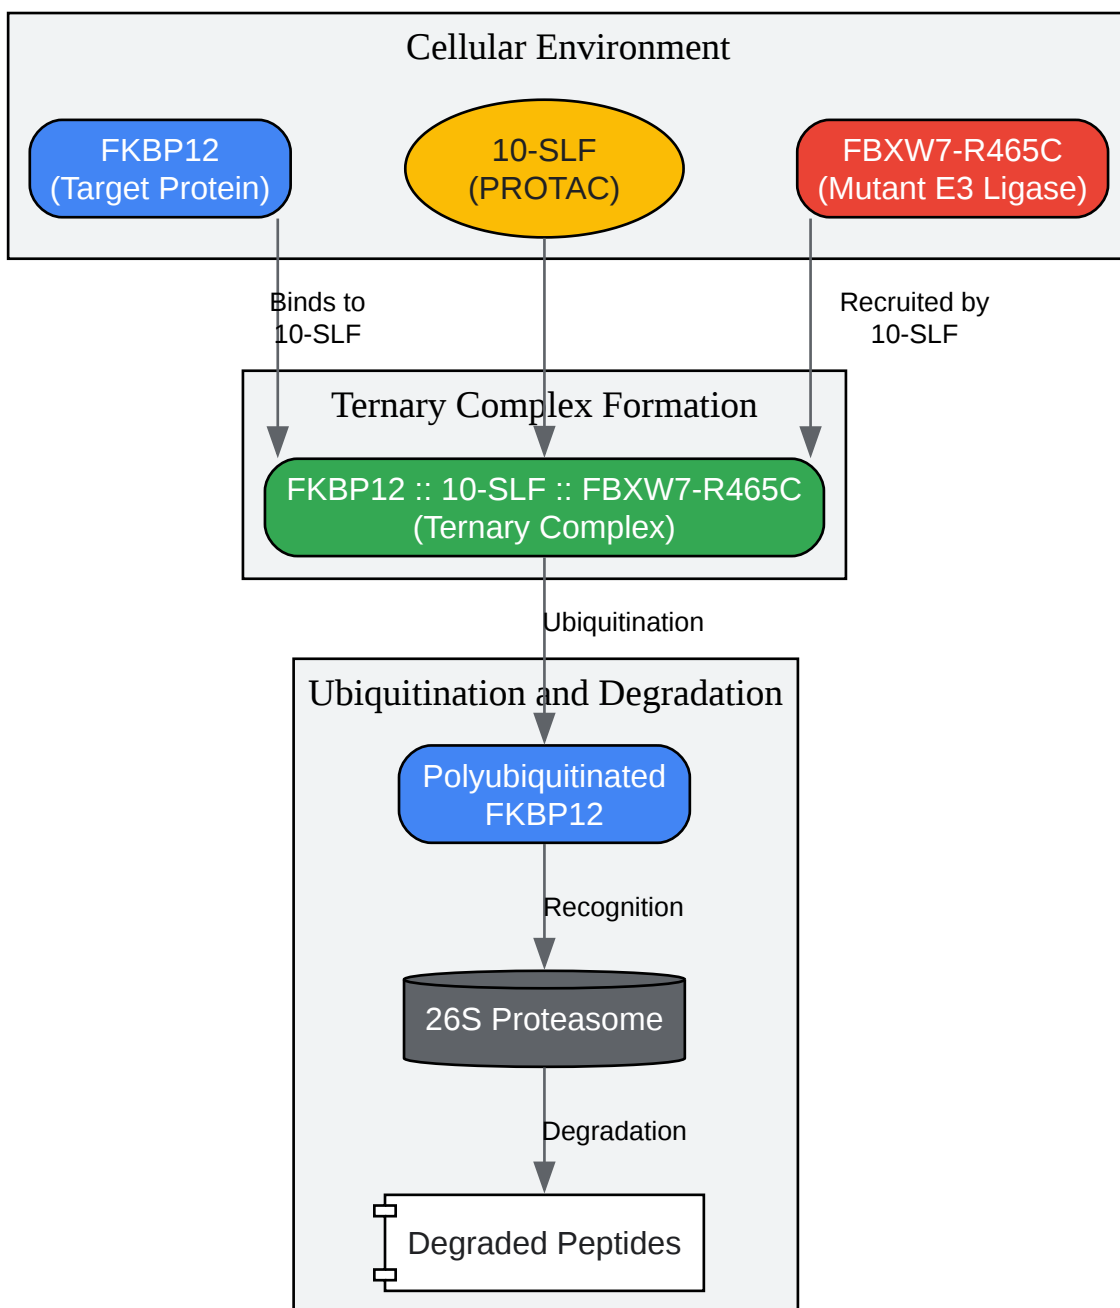 Cellular Environment
FKBP12
(Target Protein)
10-SLF
(PROTAC)
FBXW7-R465C
(Mutant E3 Ligase)
Binds to
10-SLF
Recruited by
10-SLF
Ternary Complex Formation
FKBP12 :: 10-SLF :: FBXW7-R465C
(Ternary Complex)
Ubiquitination
Ubiquitination and Degradation
Polyubiquitinated
FKBP12
Recognition
26S Proteasome
Degradation
Degraded Peptides